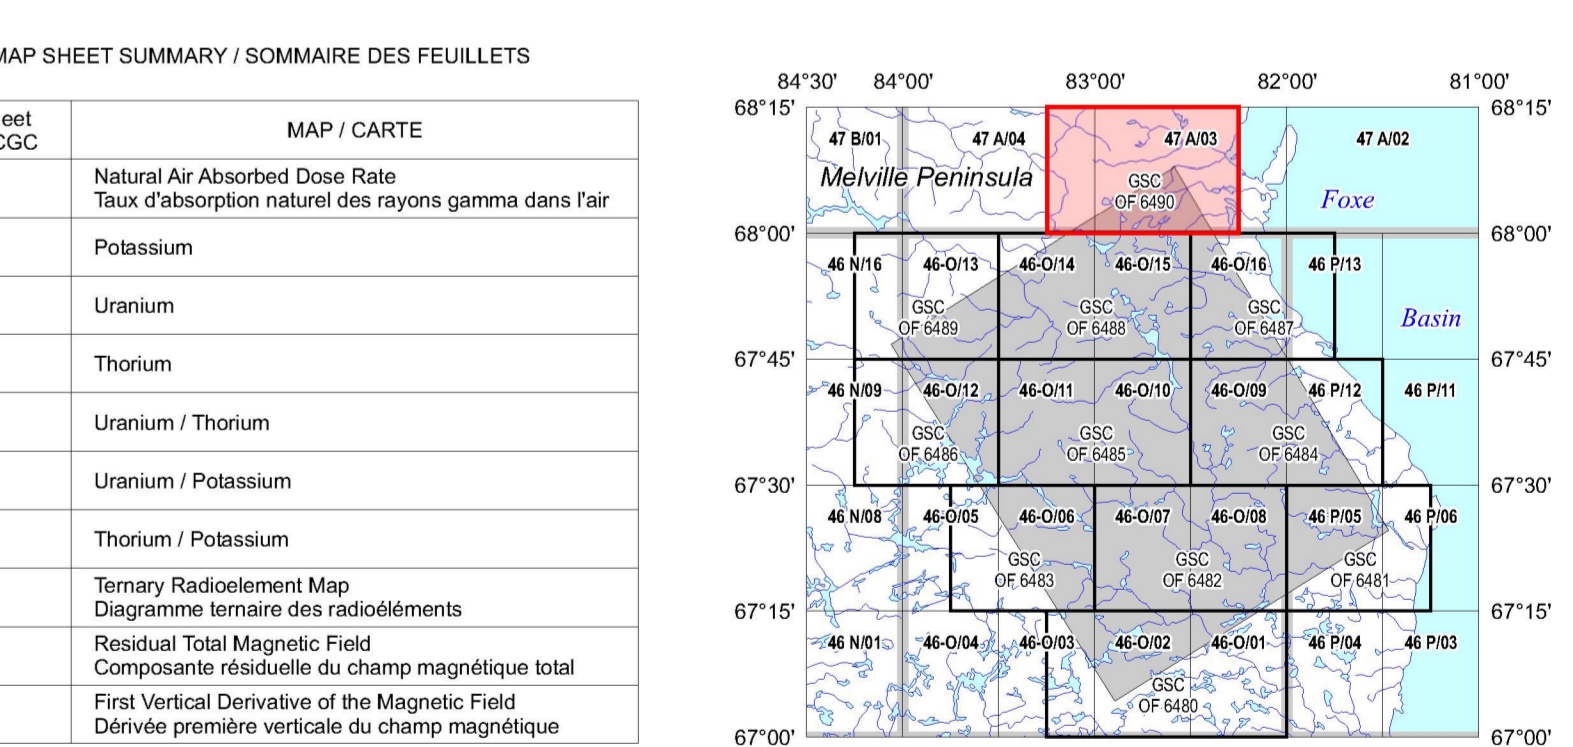 MAP SHEET SUMMARY / SOMMAIRE DES FEUILLETS
MAP / CARTE
Natural Air Absorbed Dose Rate
Taux d'absorption naturel des rayons gamma dans l'air
Potassium
Uranium
Thorium
Uranium / Thorium
Uranium / Potassium
Thorium / Potassium
Ternary Radioelement Map
Diagramme ternaire des radioéléments
Residual Total Magnetic Field
Composante résiduelle du champ magnétique total
First Vertical Derivative of the Magnetic Field
Dérivée première verticale du champ magnétique
84°30' 84°00' 83°00' 82°00' 81°00'
68°15' 68°15'
47 B/01 47 A/04 47 A/03 47 A/02
Melville Peninsula
GSC
OF 6490
Foxe
68°00' 68°00'
46 N/16 46-O/13 46-O/14 46-O/15 46-O/16 46 P/13
GSC GSC GSC
OF 6489 OF 6488 OF 6487
Basin
67°45' 67°45'
46 N/09 46-O/12 46-O/11 46-O/10 46-O/09 46 P/12 46 P/11
GSC GSC GSC
OF 6486 OF 6485 OF 6484
67°30' 67°30'
46 N/08 46-O/05 46-O/06 46-O/07 46-O/08 46 P/05 46 P/06
GSC GSC GSC
OF 6483 OF 6482 OF 6481
67°15' 67°15'
46 N/01 46-O/04 46-O/03 46-O/02 46-O/01 46 P/04 46 P/03
GSC
OF 6480
67°00' 67°00'